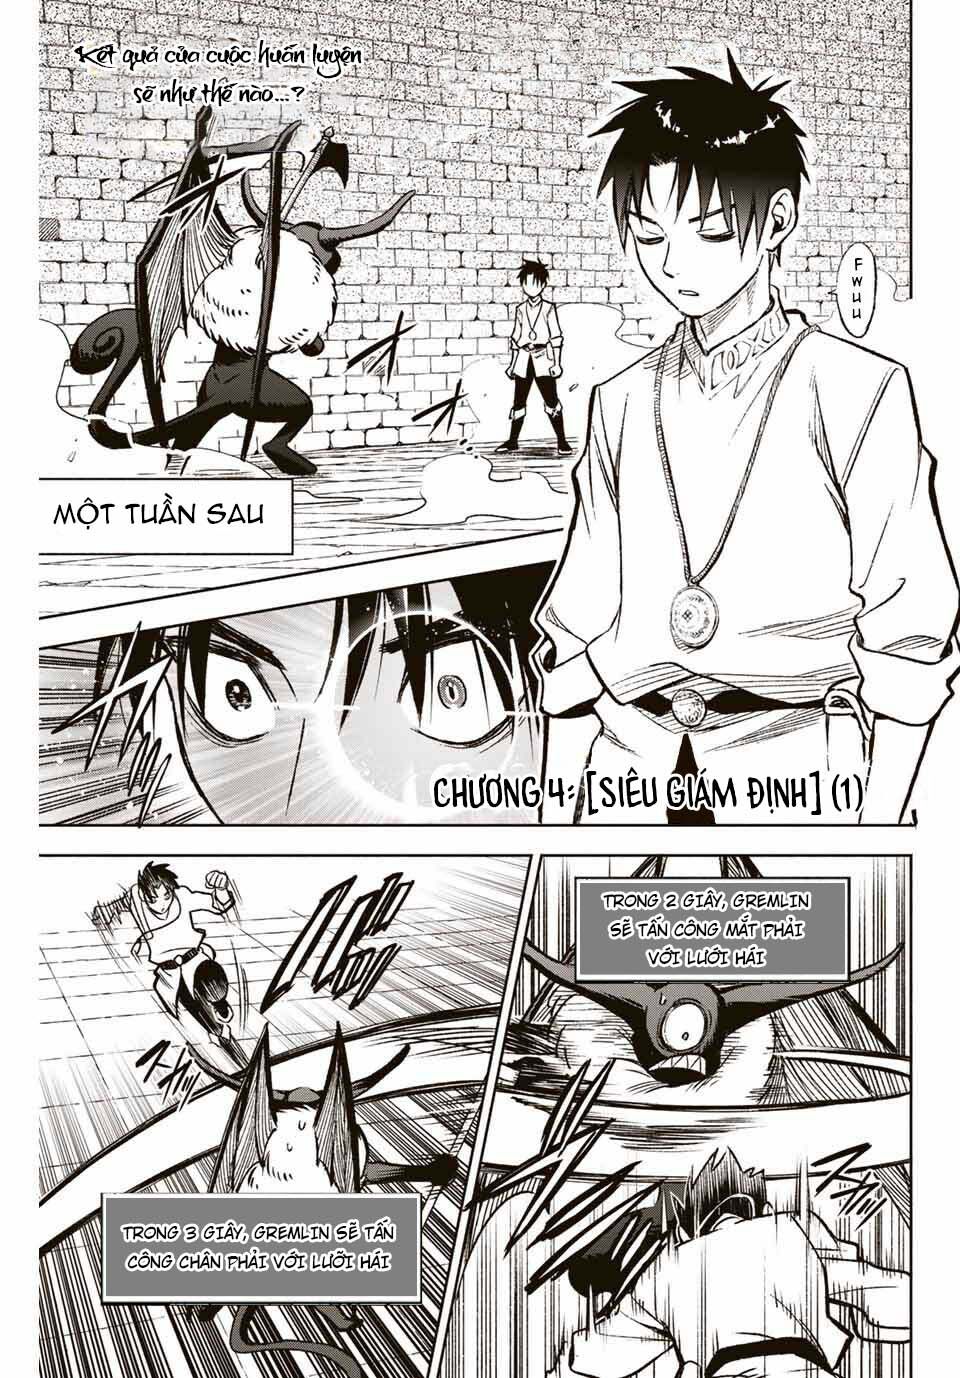 Kết quả của cuộc huấn luyện
sẽ như thế nào...?
Fwuu
MỘT TUẦN SAU
CHƯƠNG 4: [SIÊU GIÁM ĐỊNH] (1)
TRONG 2 GIÂY, GREMLIN
SẼ TẤN CÔNG MẮT PHẢI
VỚI LƯỚI HÁI
TRONG 3 GIÂY, GREMLIN SẼ TẤN
CÔNG CHÂN PHẢI VỚI LƯỠI HÁI